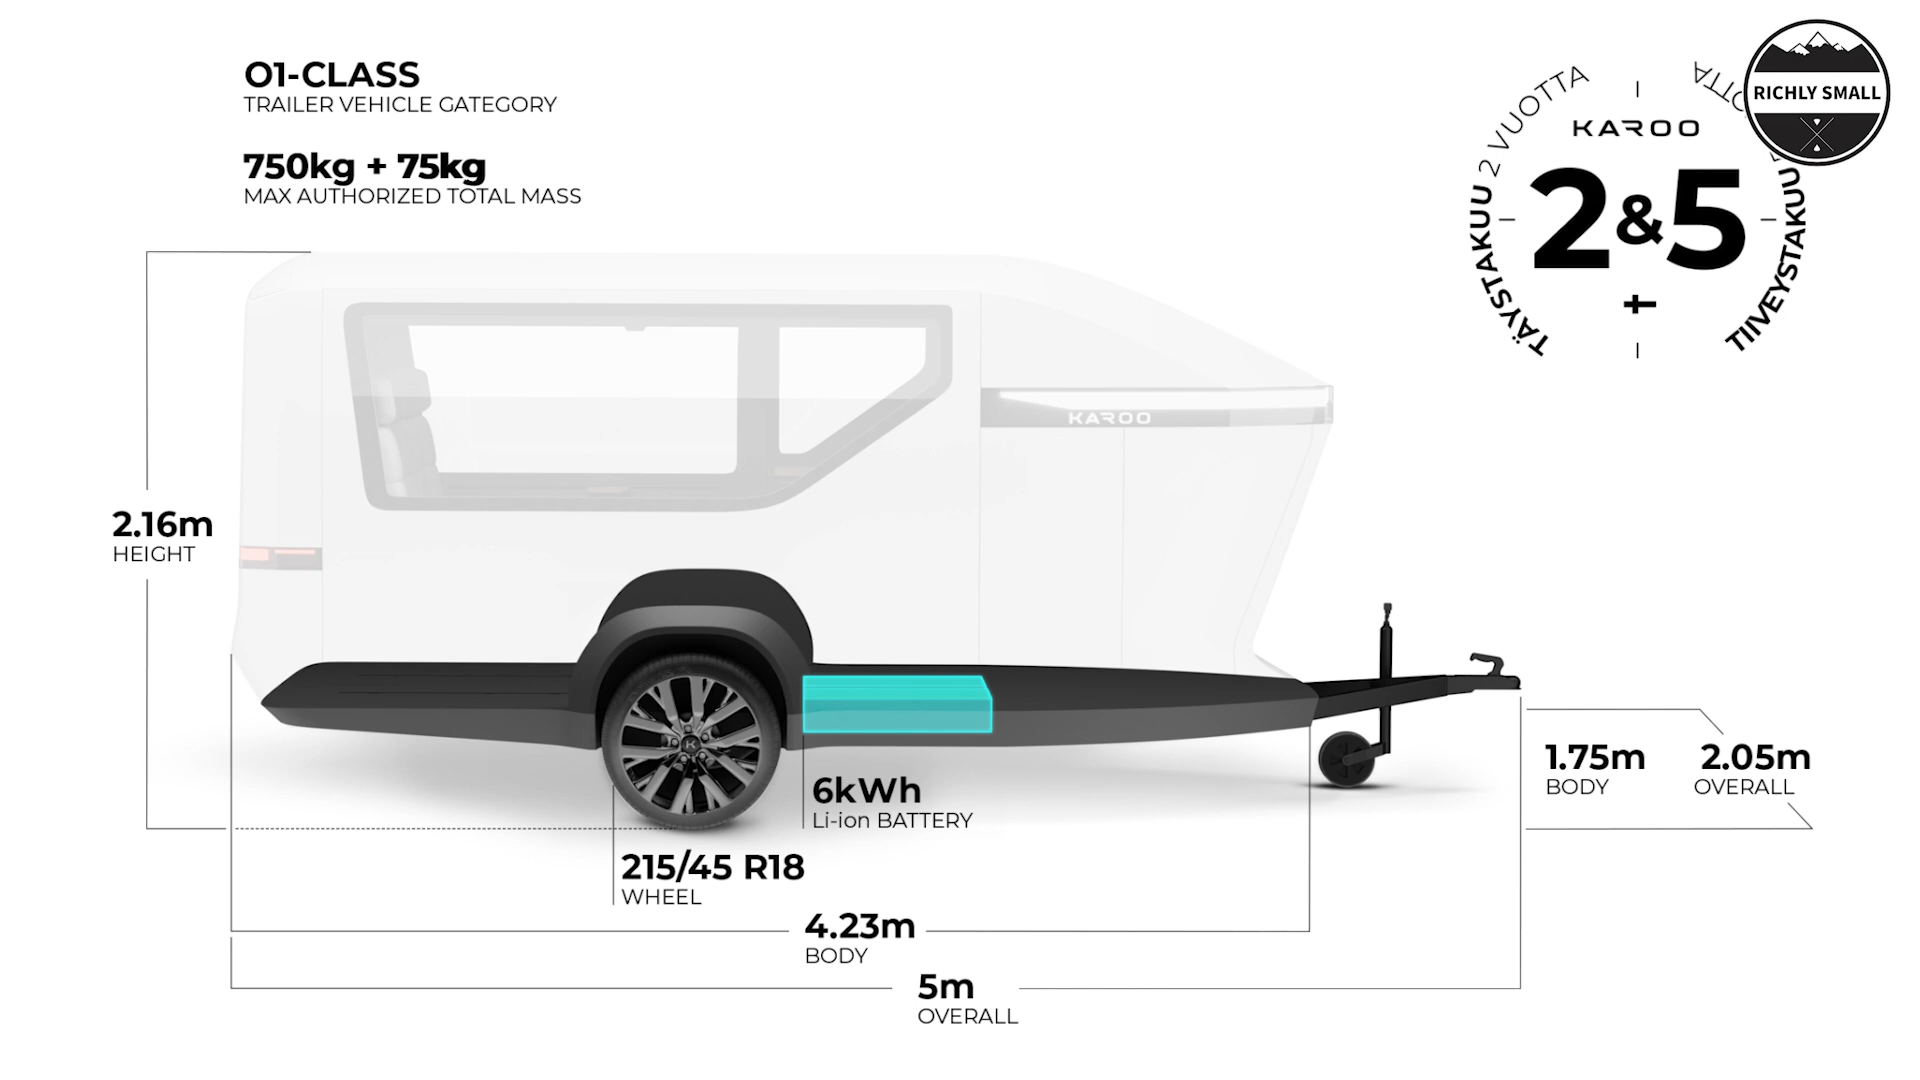 O1-CLASS
TRAILER VEHICLE GATEGORY
750kg + 75kg
MAX AUTHORIZED TOTAL MASS
TÄYSTAKUU 2 VUOTTA
TIIVEYSTAKUU
KAROO
2&5
RICHLY SMALL
KAROO
2.16m
HEIGHT
K
6kWh
Li-ion BATTERY
215/45 R18
WHEEL
4.23m
BODY
5m
OVERALL
1.75m
BODY
2.05m
OVERALL